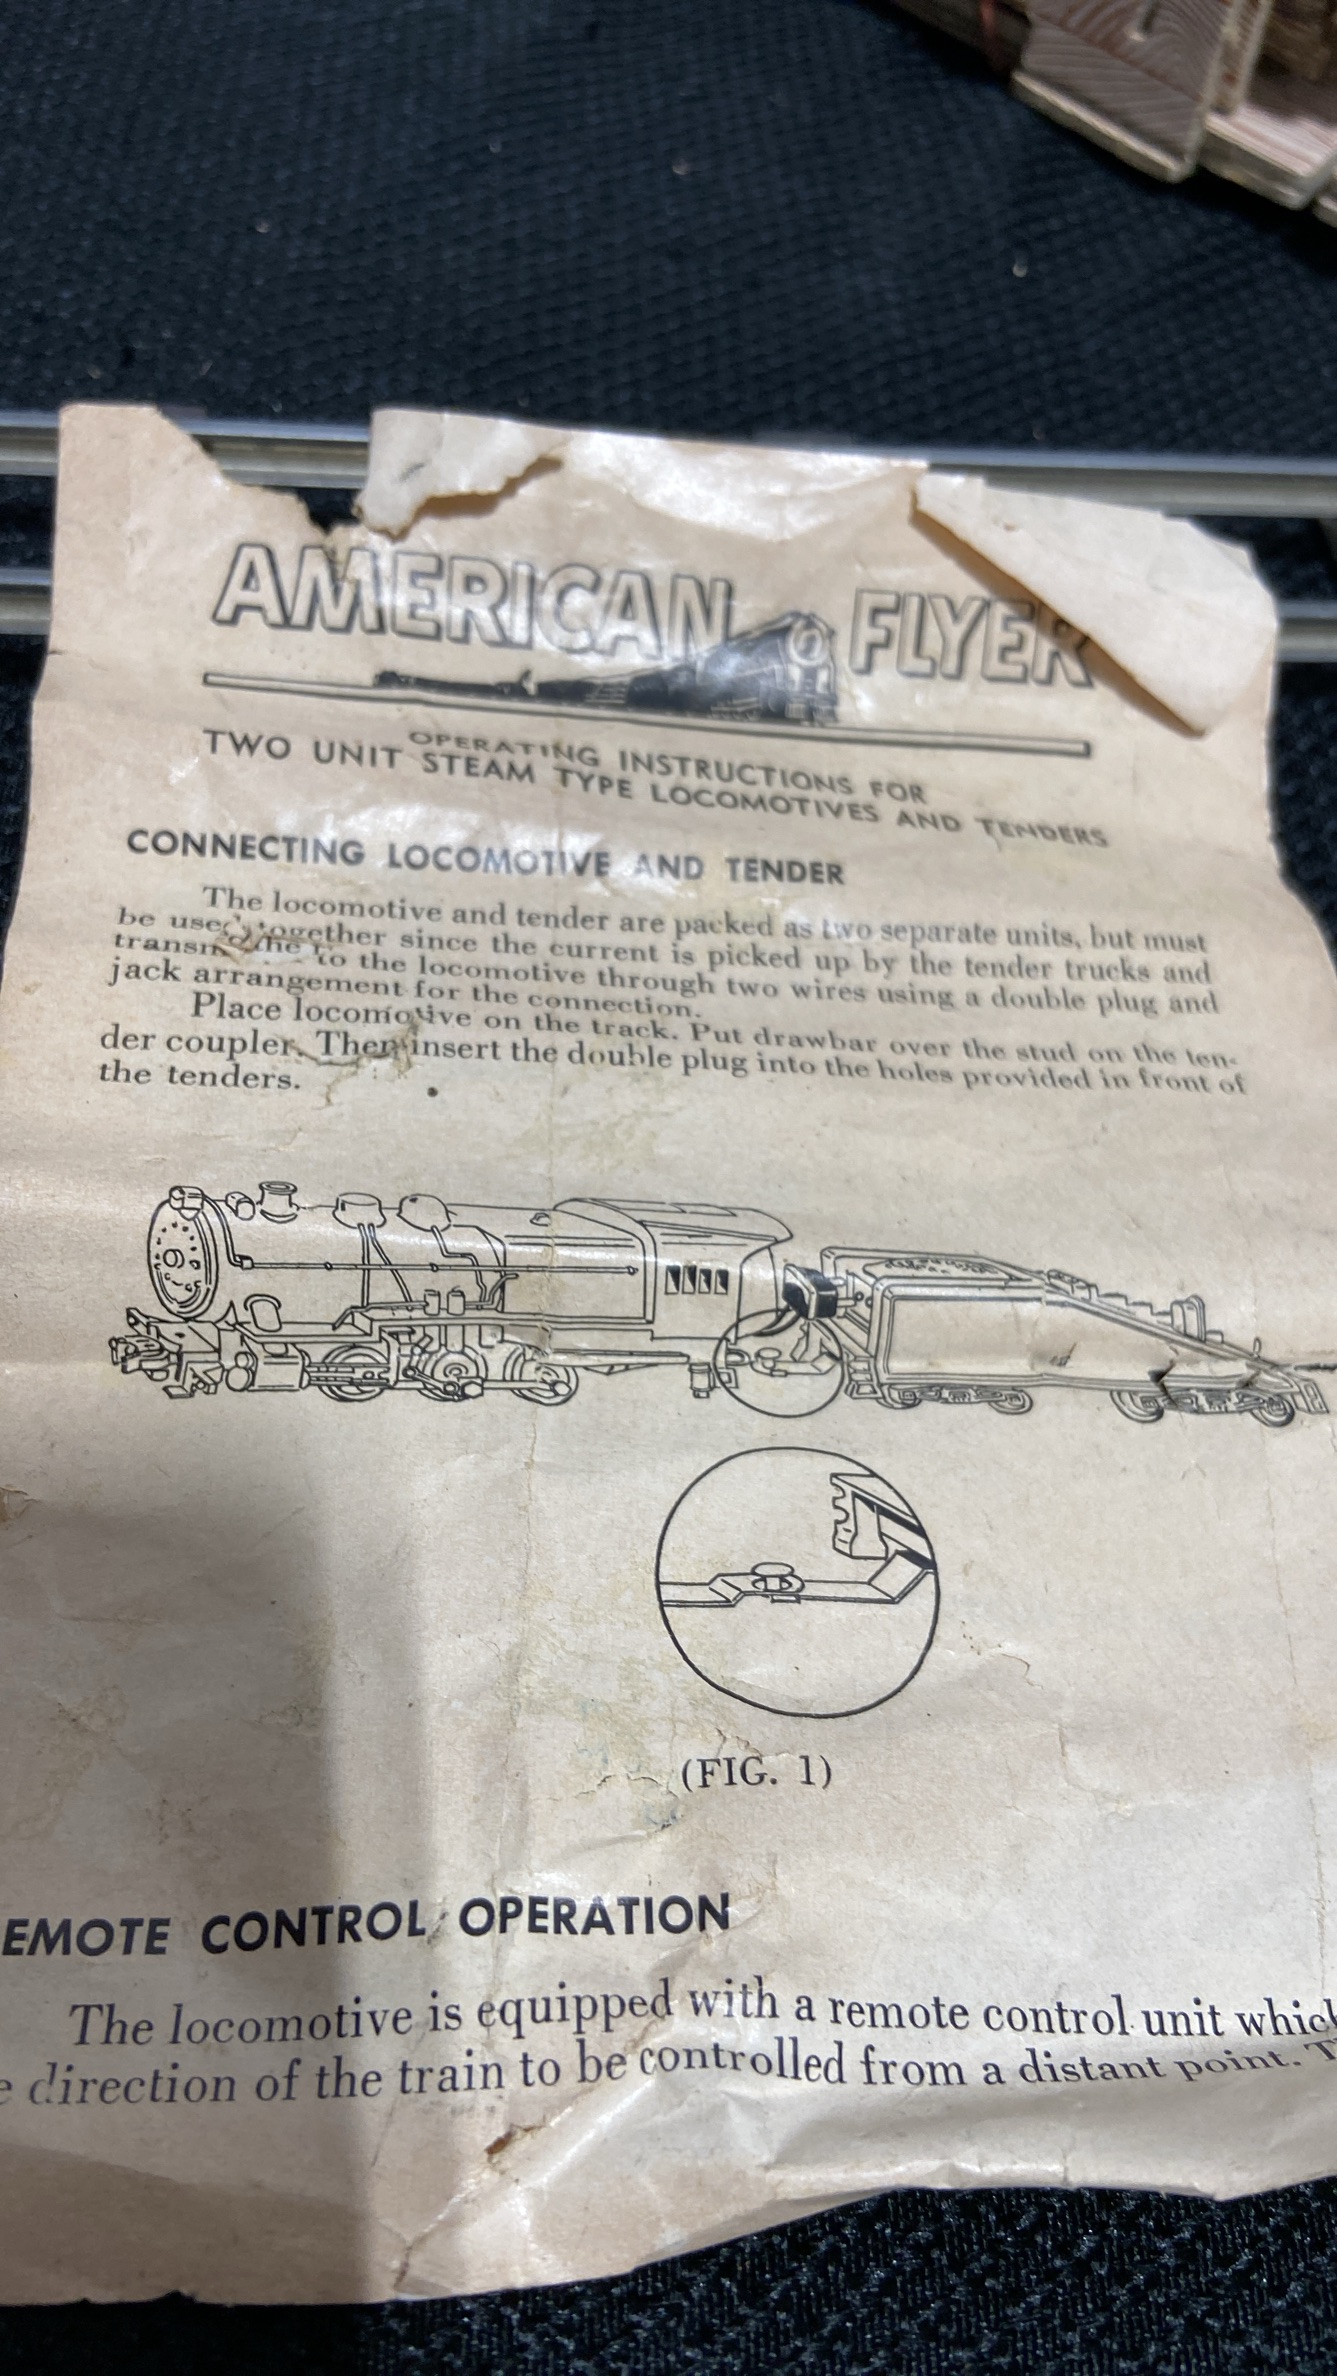 AMERICAN FLYER
OPERATING INSTRUCTIONS FOR
TWO UNIT STEAM TYPE LOCOMOTIVES AND TENDERS
CONNECTING LOCOMOTIVE AND TENDER
The locomotive and tender are packed as two separate units, but must
be used together since the current is picked up by the tender trucks and
to the locomotive through two wires using a double plug and
jack arrangement for the connection.
Place locomotive on the track. Put drawbar over the stud on the ten-
der coupler. Then insert the double plug into the holes provided in front of
the tenders.
(FIG. 1)
EMOTE CONTROL OPERATION
The locomotive is equipped with a remote control unit which
e direction of the train to be controlled from a distant point. T